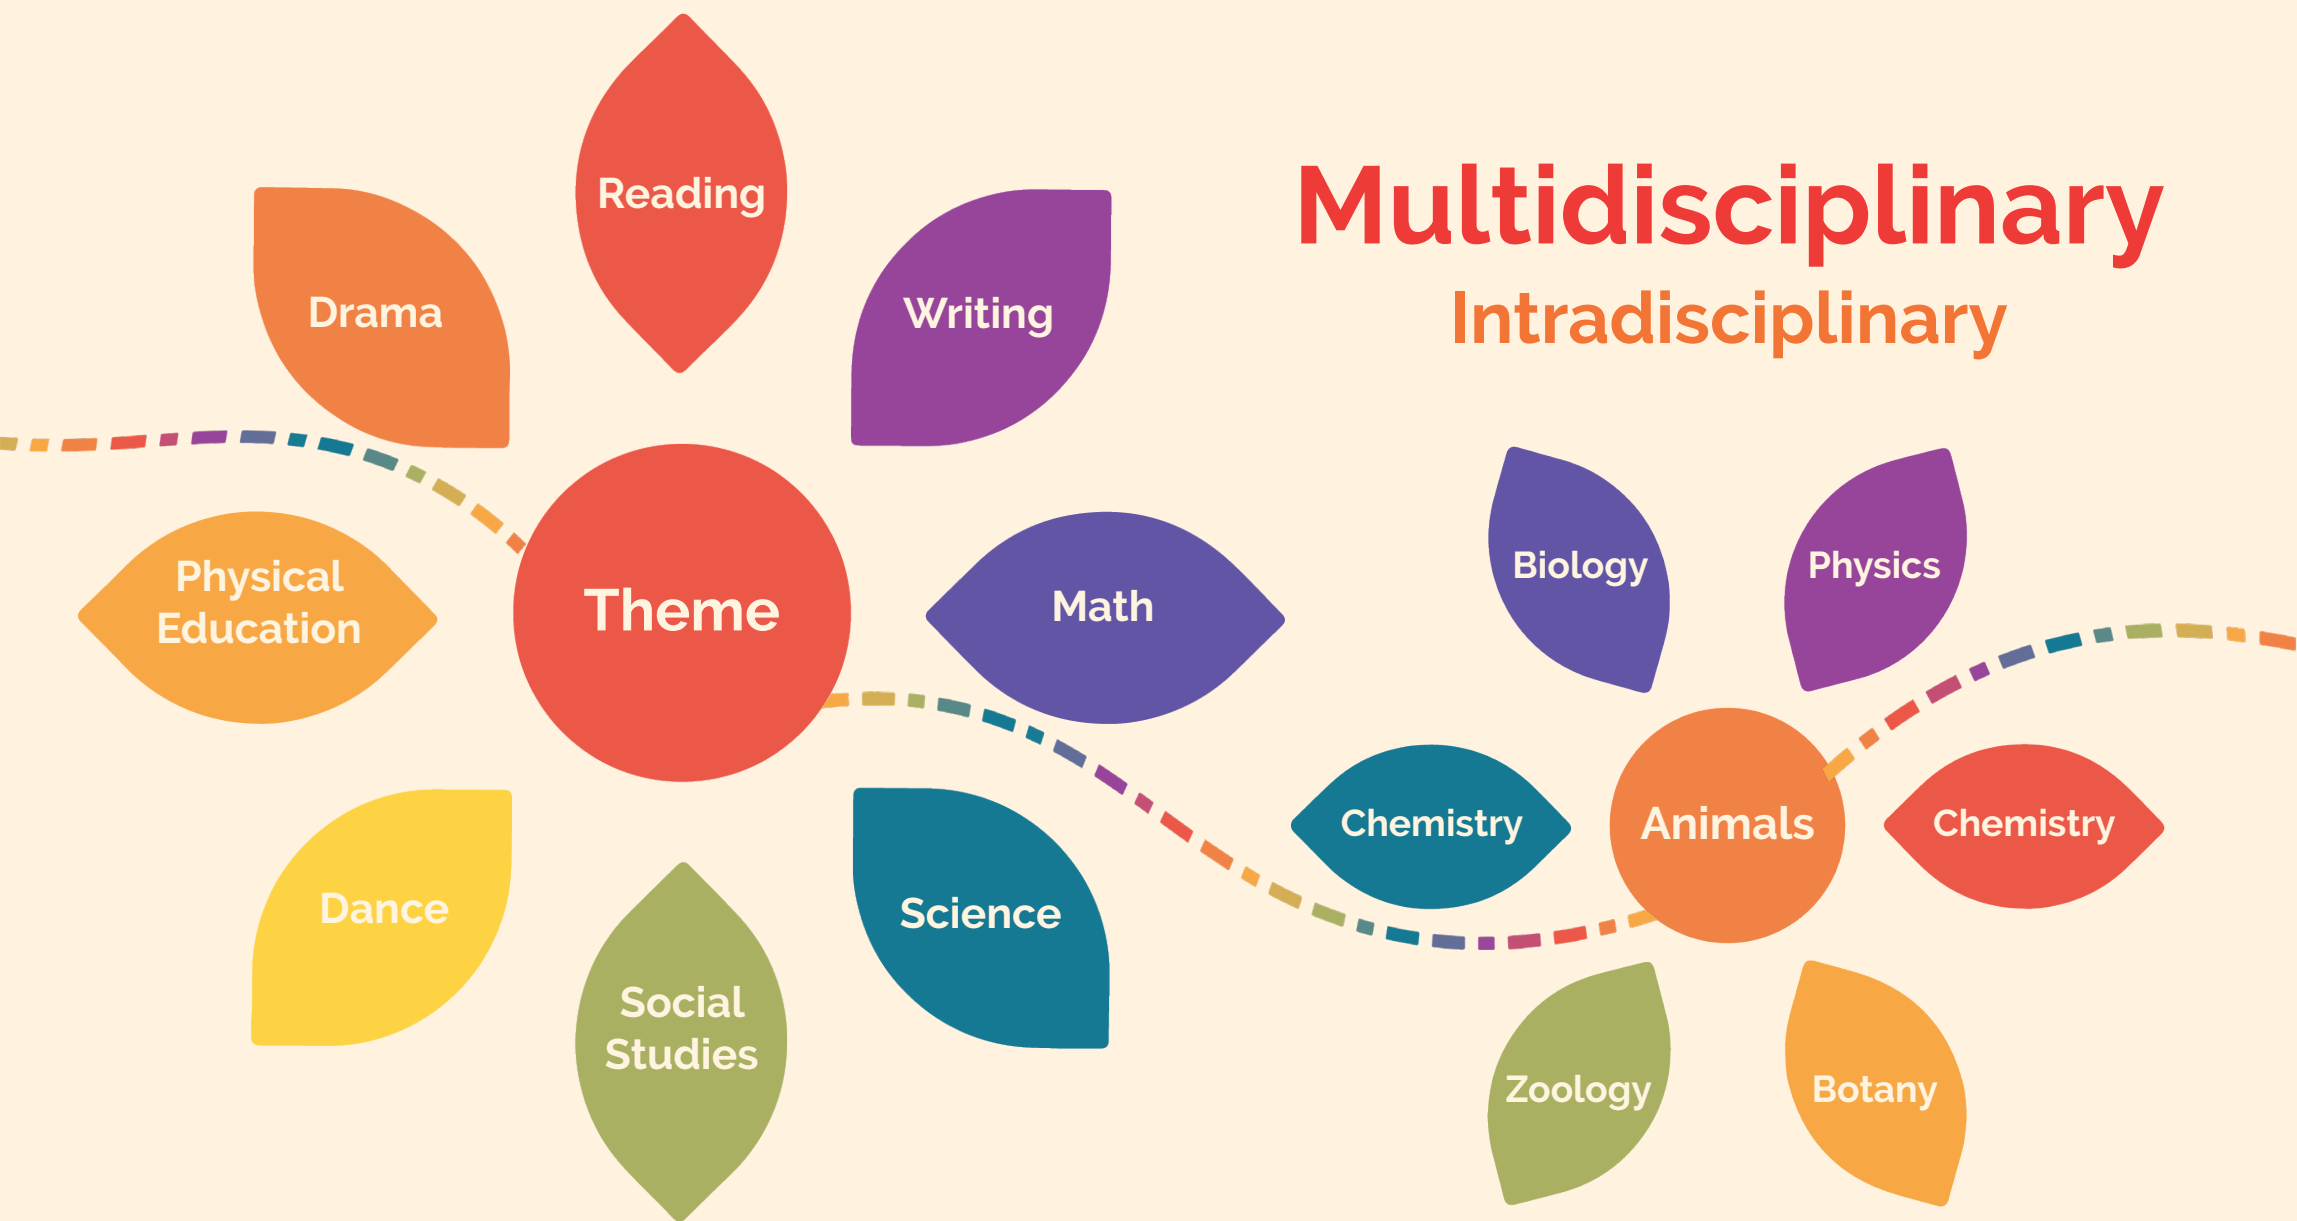 Multidisciplinary
Intradisciplinary
Reading
Drama
Writing
Physical
Education
Theme
Math
Dance
Science
Social
Studies
Biology
Physics
Chemistry
Animals
Chemistry
Zoology
Botany